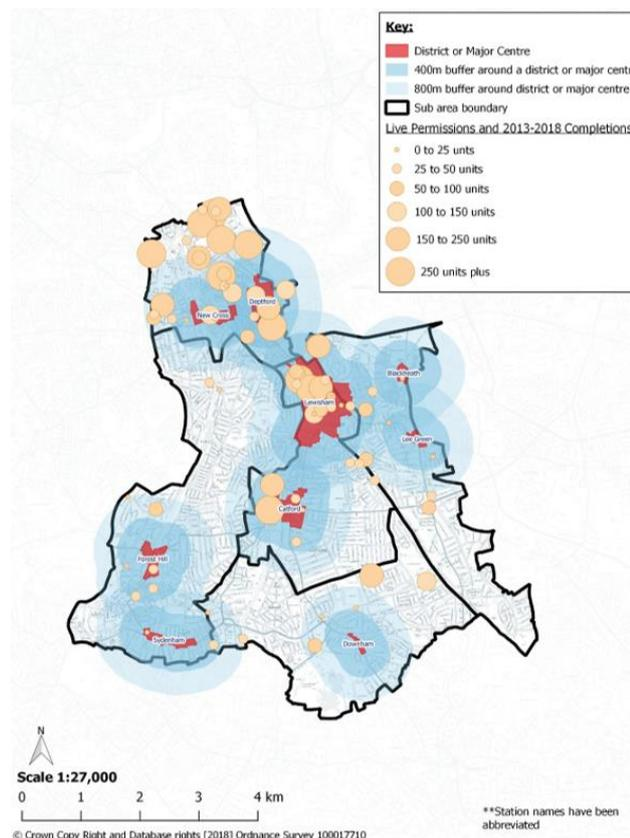 Key:
District or Major Centre
400m buffer around a district or major centre
800m buffer around district or major centre
Sub area boundary
Live Permissions and 2013-2018 Completions
0 to 25 unts
25 to 50 units
50 to 100 units
100 to 150 units
150 to 250 units
250 units plus
Deptford
New Cross
Blackheath
Lewisham
Lee Green
Catford
Forest Hill
Sydenham
Downham
N
Scale 1:27,000
0 1 2 3 4 km
**Station names have been
abbreviated
© Crown Copy Right and Database rights [2018] Ordnance Survey 100017710